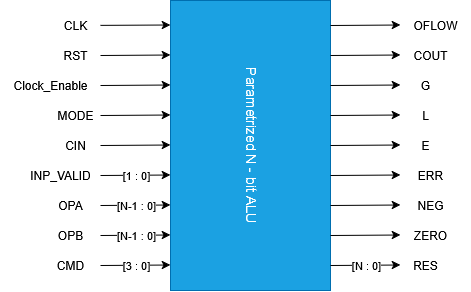 CLK OFLOW
RST COUT
Clock_Enable G
MODE L
CIN E
INP_VALID [1 : 0] ERR
OPA [N-1 : 0] NEG
OPB [N-1 : 0] ZERO
CMD [3 : 0] [N : 0] RES
Parametrized N - bit ALU